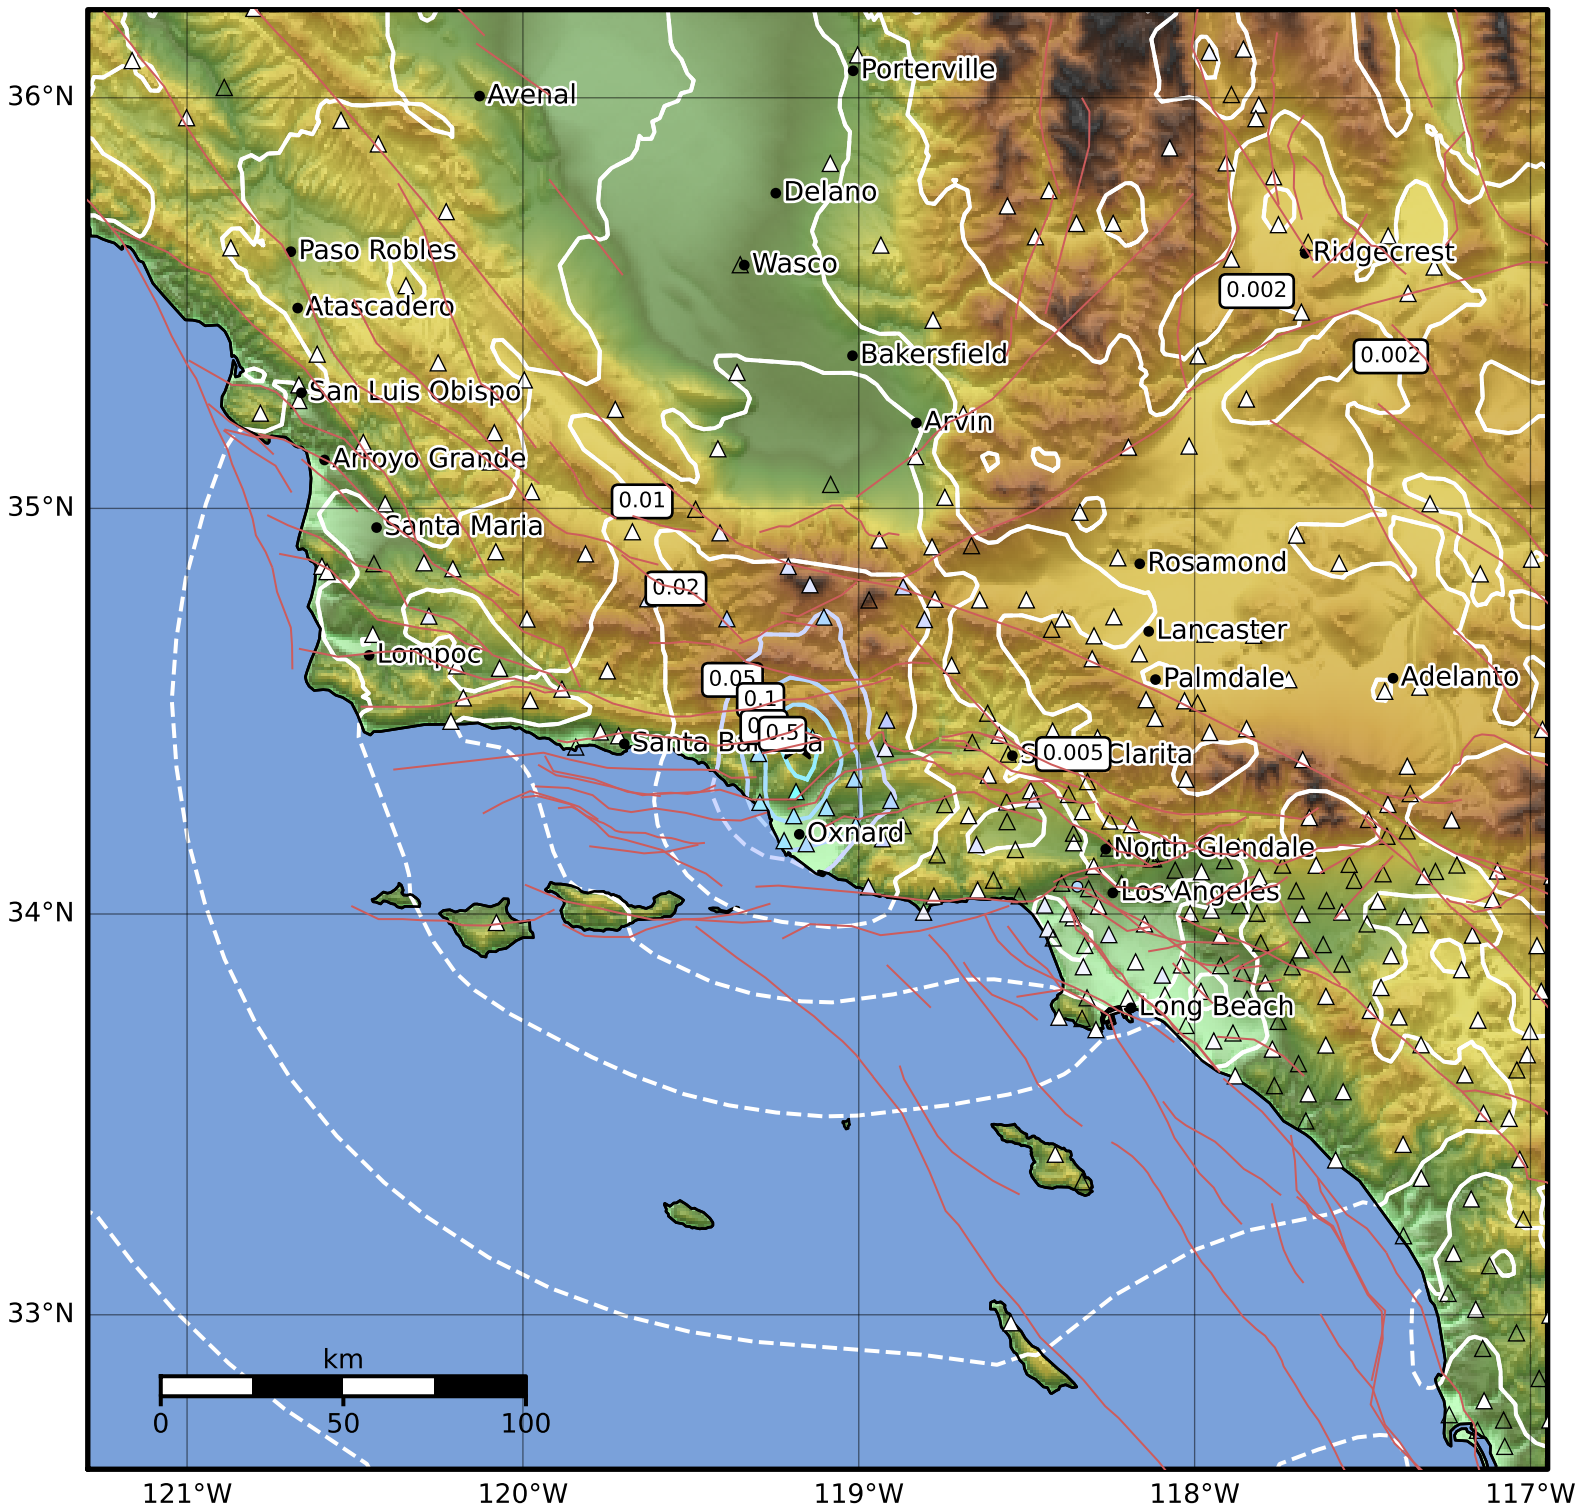 36°N
35°N
34°N
33°N
121°W
120°W
119°W
118°W
117°W
Porterville
Avenal
Delano
Paso Robles
Wasco
Ridgecrest
0.002
Atascadero
Bakersfield
0.002
San Luis Obispo
Arvin
Arroyo Grande
0.01
Santa Maria
Rosamond
0.02
Lancaster
Lompoc
0.05
Palmdale
Adelanto
0.1
0.5
Santa
0.005
Clarita
Oxnard
North Glendale
Los Angeles
Long Beach
km
0
50
100